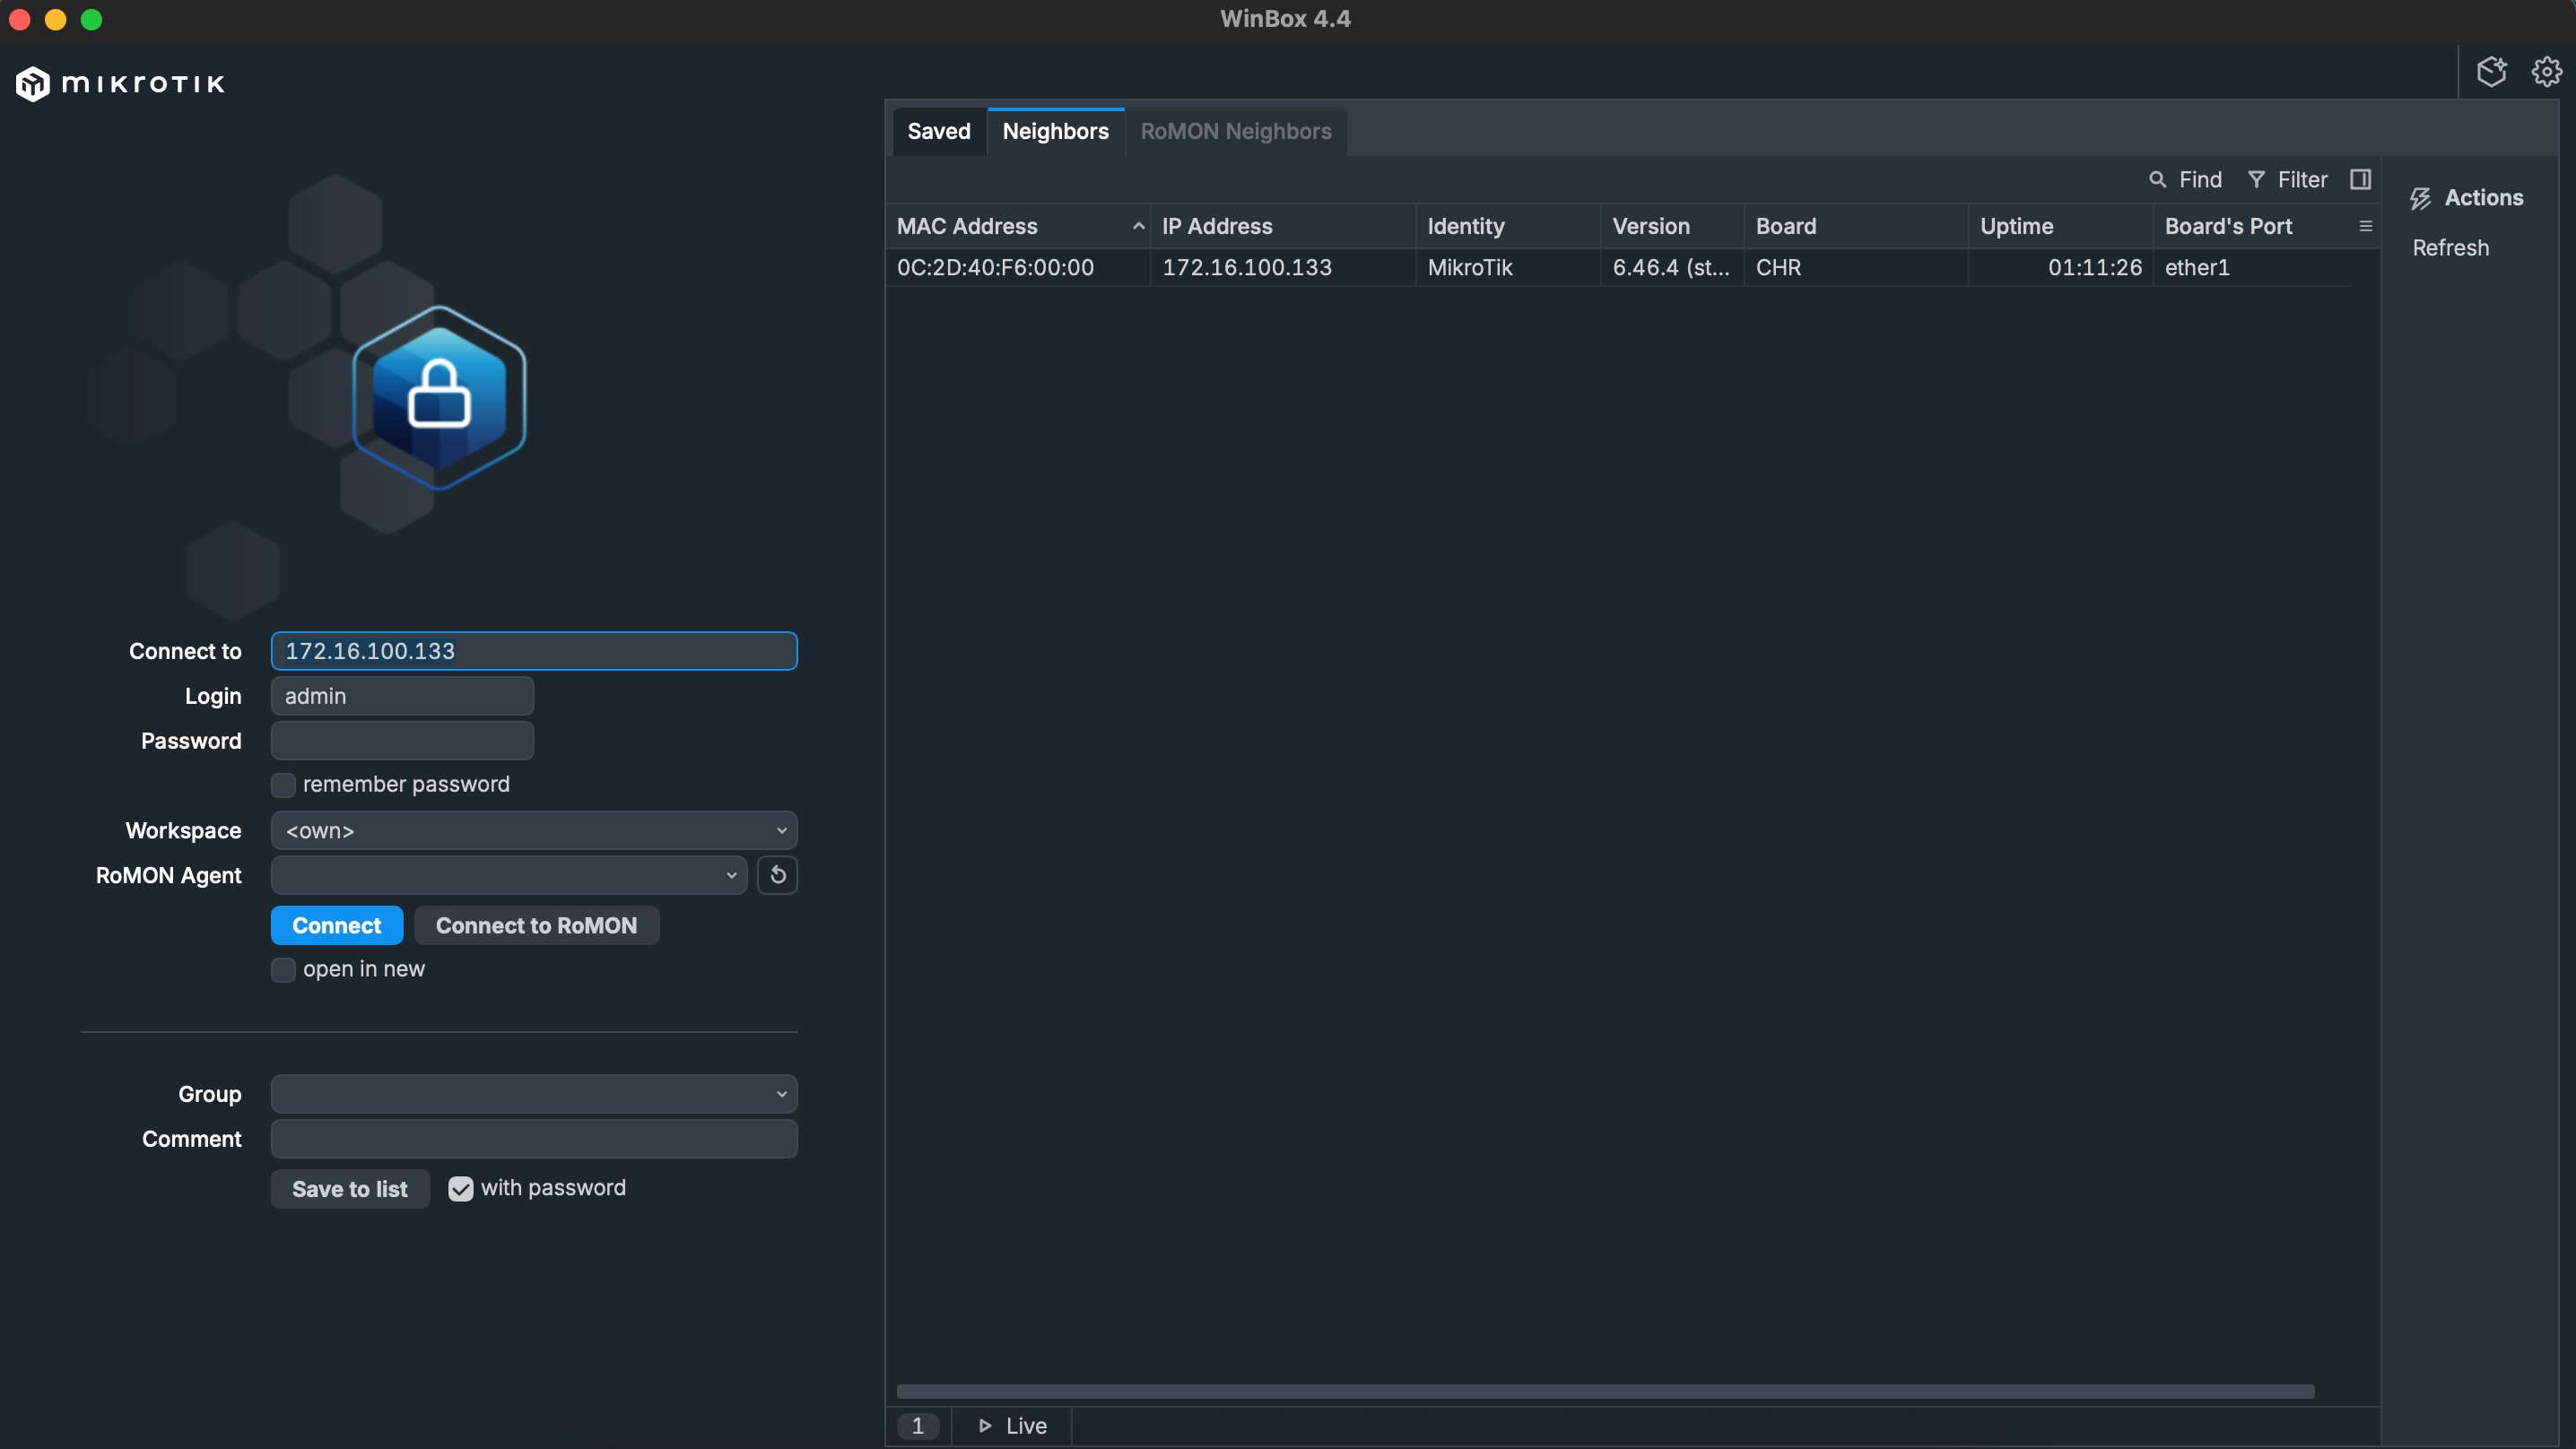 WinBox 4.4
mikrotik
Saved Neighbors RoMON Neighbors
Find Filter
Actions
Refresh
MAC Address IP Address Identity Version Board Uptime Board's Port
0C:2D:40:F6:00:00 172.16.100.133 MikroTik 6.46.4 (st... CHR 01:11:26 ether1
Connect to 172.16.100.133
Login admin
Password
remember password
Workspace <own>
RoMON Agent
Connect Connect to RoMON
open in new
Group
Comment
Save to list with password
1 Live